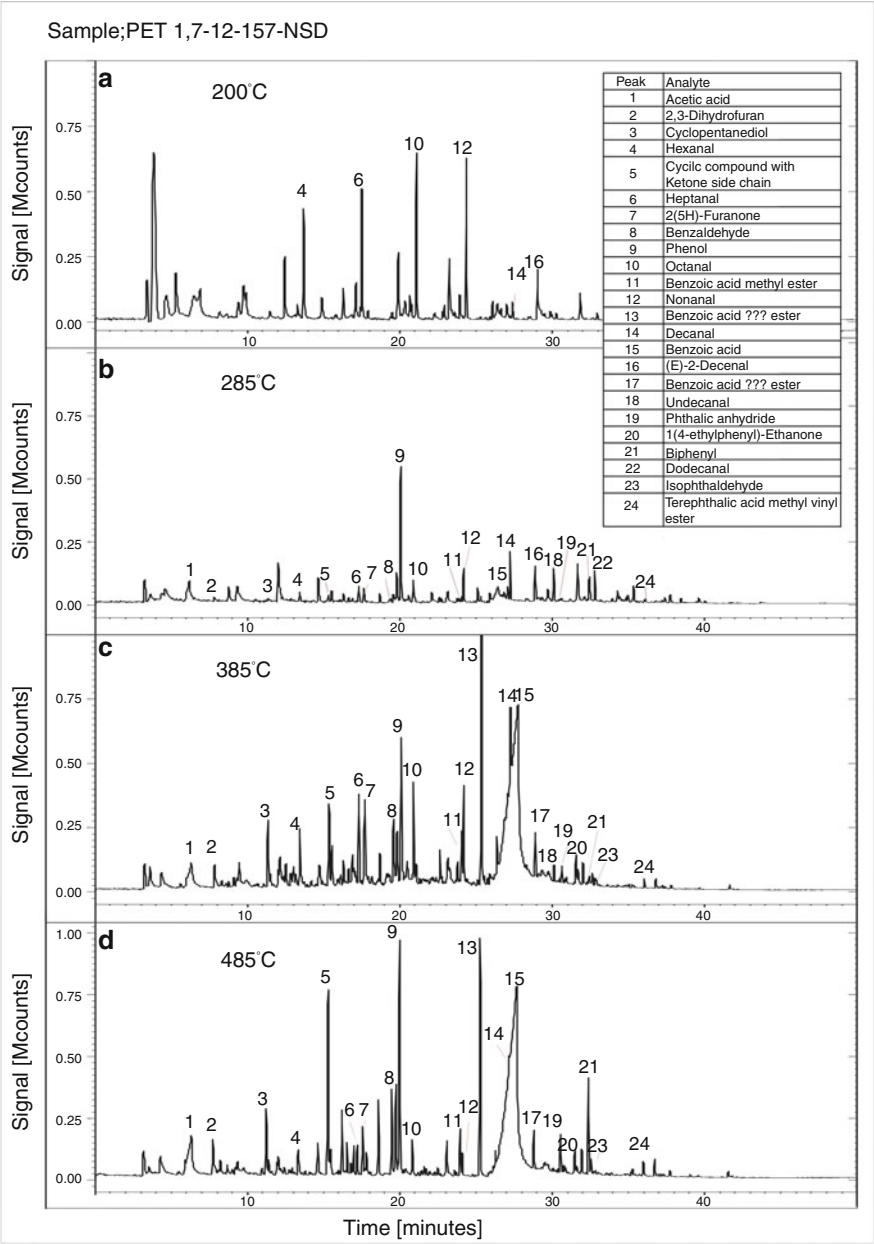 Sample;PET 1,7-12-157-NSD
a
200°C
Signal [Mcounts]
0.75
0.50
0.25
0.00
4
6
10
12
14
16
10
20
30
Peak Analyte
1 Acetic acid
2 2,3-Dihydrofuran
3 Cyclopentanediol
4 Hexanal
5 Cycilc compound with
Ketone side chain
6 Heptanal
7 2(5H)-Furanone
8 Benzaldehyde
9 Phenol
10 Octanal
11 Benzoic acid methyl ester
12 Nonanal
13 Benzoic acid ??? ester
14 Decanal
15 Benzoic acid
16 (E)-2-Decenal
17 Benzoic acid ??? ester
18 Undecanal
19 Phthalic anhydride
20 1(4-ethylphenyl)-Ethanone
21 Biphenyl
22 Dodecanal
23 Isophthaldehyde
24 Terephthalic acid methyl vinyl
ester
b
285°C
Signal [Mcounts]
0.75
0.50
0.25
0.00
1
2
3
4
5
6
7
8
9
10
11
12
15
14
16
18
19
21
22
24
10
20
30
40
c
385°C
Signal [Mcounts]
0.75
0.50
0.25
0.00
1
2
3
4
5
6
7
8
9
10
11
12
13
14
15
17
18
19
20
21
23
24
10
20
30
40
d
485°C
Signal [Mcounts]
1.00
0.75
0.50
0.25
0.00
1
2
3
4
5
6
7
8
9
10
11
12
13
14
15
17
19
20
21
23
24
10
20
30
40
Time [minutes]